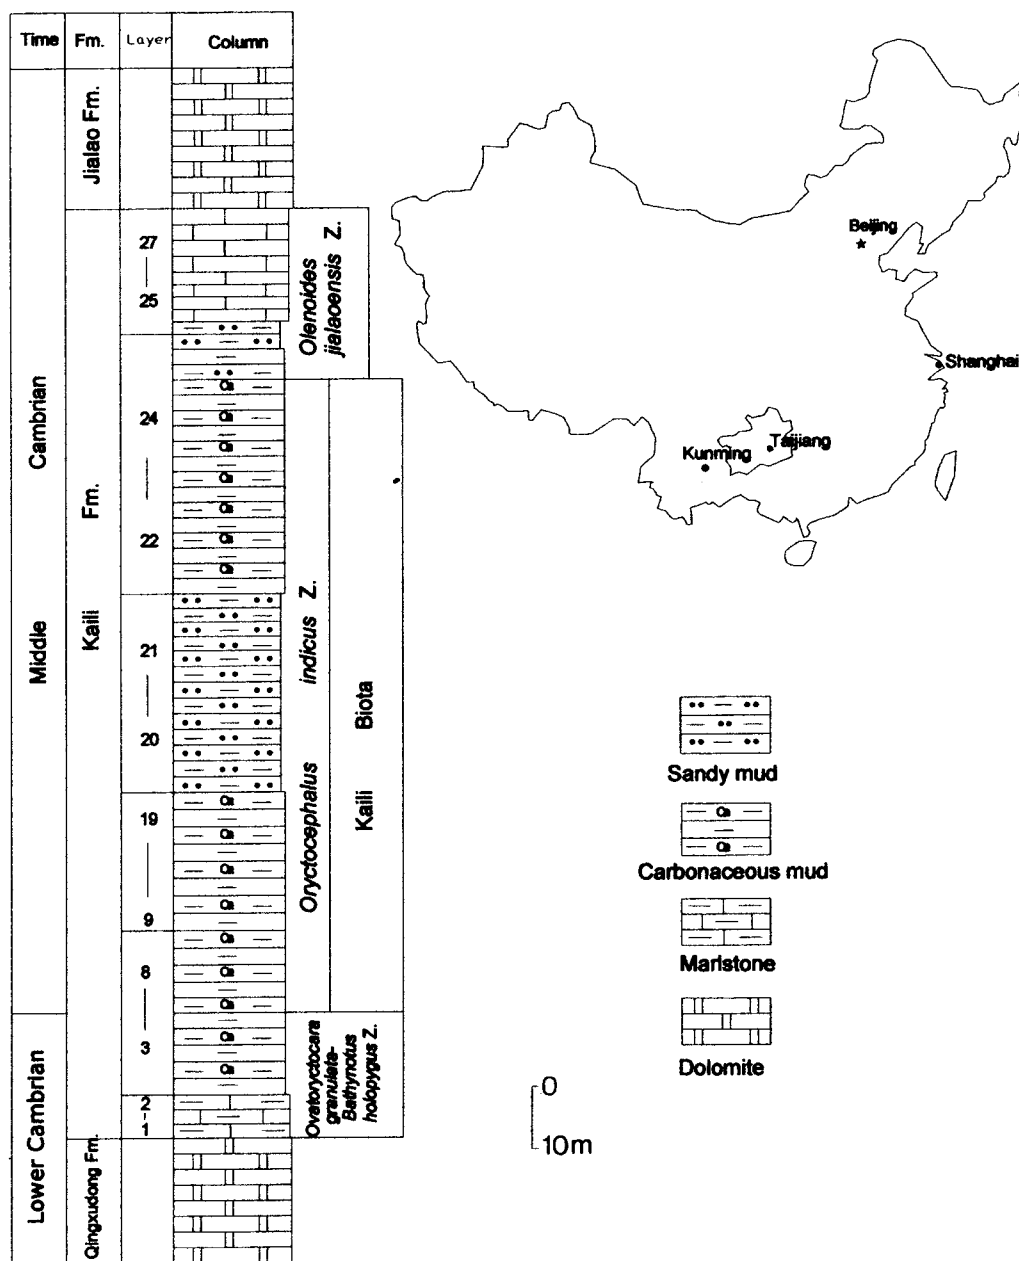 Time Fm. Layer Column
Jialao Fm.
27
25
Olenoides
jialaoensis Z.
Cambrian
24
22
Fm.
Middle
Kaili
21
20
Oryctocephalus indicus Z.
Kaili Biota
19
9
8
3
Lower Cambrian
2
1
Ovatoryctocara
granulata-
Bathynotus
holopygus Z.
Qingxudong Fm.
Beijing
Shanghai
Taijiang
Kunming
Sandy mud
Carbonaceous mud
Marlstone
Dolomite
0
10m